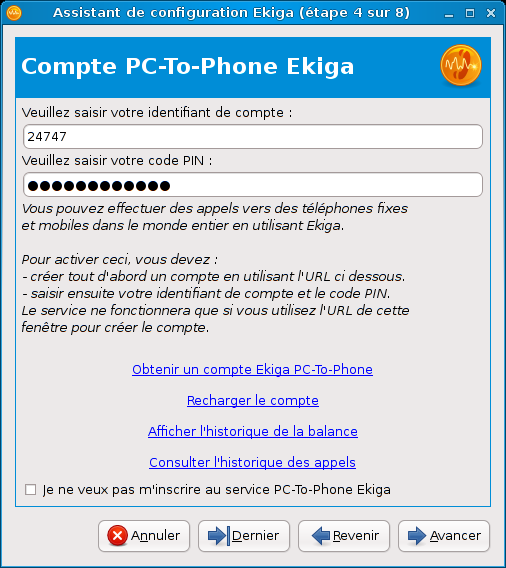 Assistant de configuration Ekiga (étape 4 sur 8)
Compte PC-To-Phone Ekiga
Veuillez saisir votre identifiant de compte :
24747
Veuillez saisir votre code PIN :
●●●●●●●●●●●●
Vous pouvez effectuer des appels vers des téléphones fixes
et mobiles dans le monde entier en utilisant Ekiga.
Pour activer ceci, vous devez :
- créer tout d'abord un compte en utilisant l'URL ci dessous.
- saisir ensuite votre identifiant de compte et le code PIN.
Le service ne fonctionnera que si vous utilisez l'URL de cette
fenêtre pour créer le compte.
Obtenir un compte Ekiga PC-To-Phone
Recharger le compte
Afficher l'historique de la balance
Consulter l'historique des appels
Je ne veux pas m'inscrire au service PC-To-Phone Ekiga
Annuler Dernier Revenir Avancer